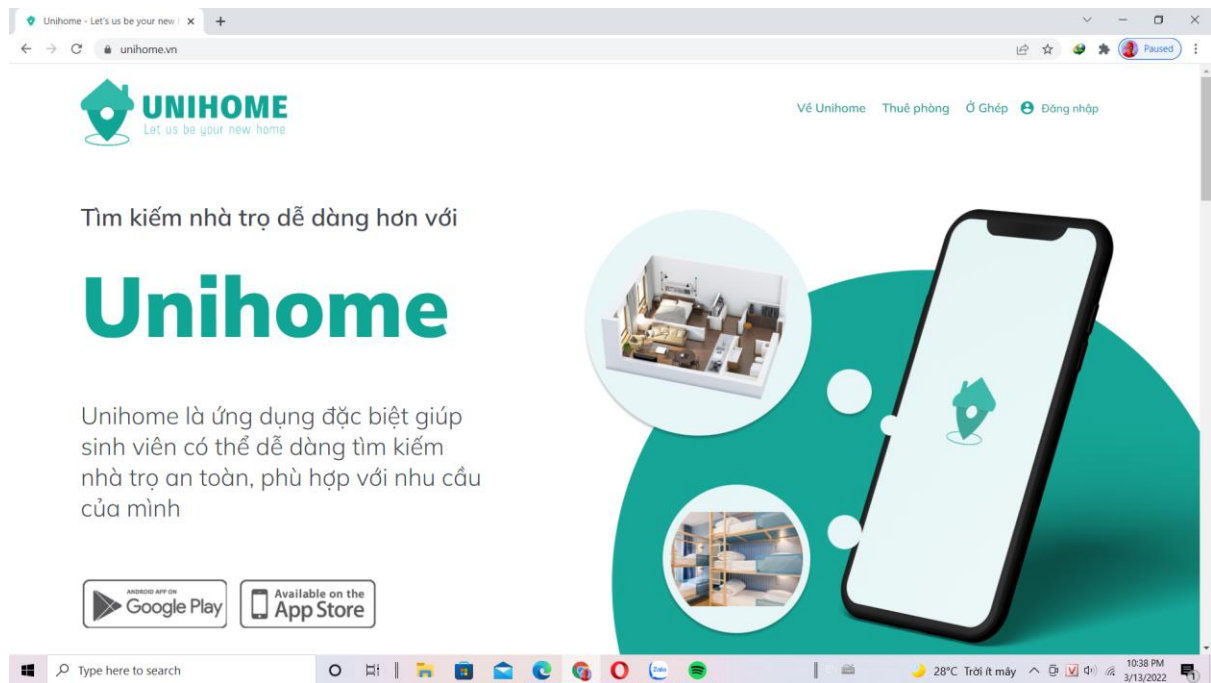 Unihome - Let's us be your new
unihome.vn
Paused
UNIHOME
Let us be your new home
Về Unihome Thuê phòng Ở Ghép Đăng nhập
Tìm kiếm nhà trọ dễ dàng hơn với
Unihome
Unihome là ứng dụng đặc biệt giúp
sinh viên có thể dễ dàng tìm kiếm
nhà trọ an toàn, phù hợp với nhu cầu
của mình
ANDROID APP ON
Google Play
Available on the
App Store
Type here to search
Zalo
28°C Trời ít mây
10:38 PM
3/13/2022